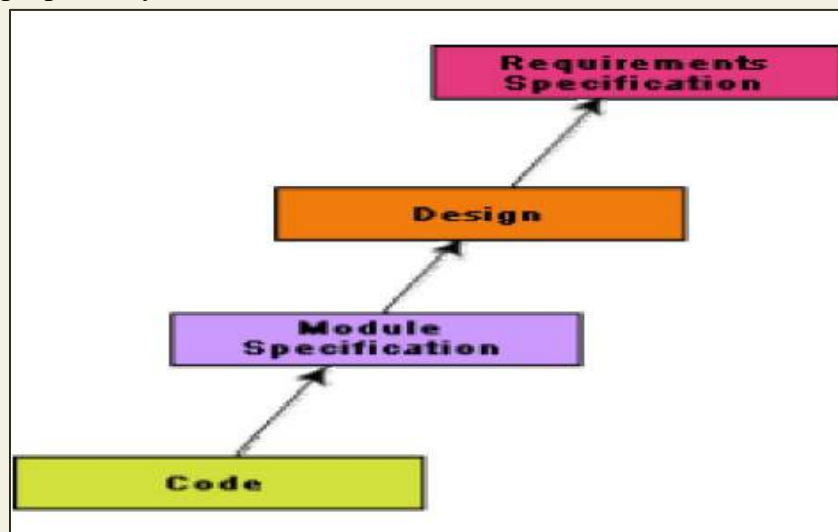 Requirements
Specification
Design
Module
Specification
Code